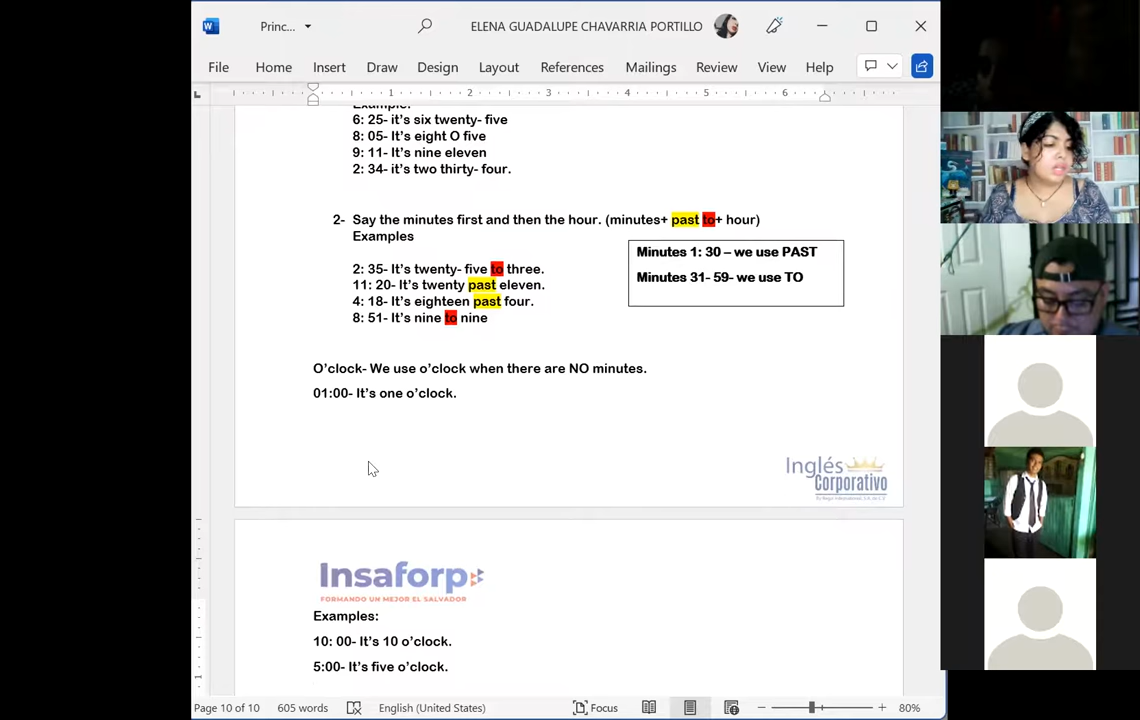 Princ...
ELENA GUADALUPE CHAVARRIA PORTILLO
File Home Insert Draw Design Layout References Mailings Review View Help
1 2 3 4 5 6
Example:
6: 25- it's six twenty- five
8: 05- It's eight O five
9: 11- It's nine eleven
2: 34- it's two thirty- four.
2- Say the minutes first and then the hour. (minutes+ past to+ hour)
Examples
Minutes 1: 30 – we use PAST
Minutes 31- 59- we use TO
2: 35- It's twenty- five to three.
11: 20- It's twenty past eleven.
4: 18- It's eighteen past four.
8: 51- It's nine to nine
O'clock- We use o'clock when there are NO minutes.
01:00- It's one o'clock.
Inglés
Corporativo
Insaforp
FORMANDO UN MEJOR EL SALVADOR
Examples:
10: 00- It's 10 o'clock.
5:00- It's five o'clock.
Page 10 of 10 605 words English (United States) Focus 80%